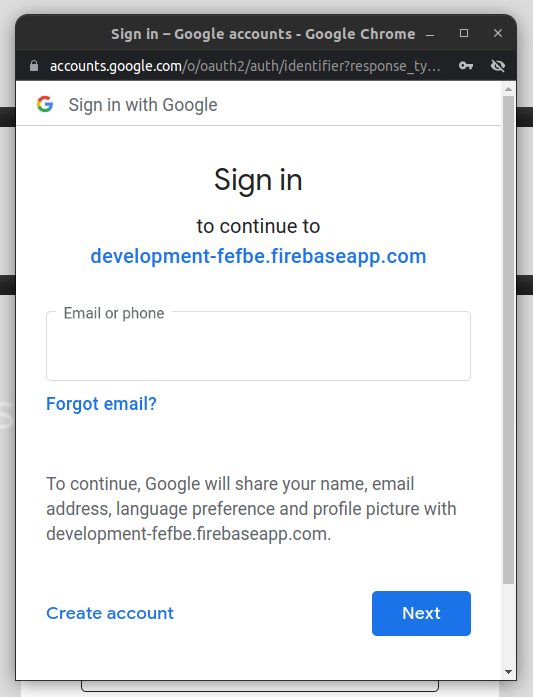 Sign in – Google accounts - Google Chrome
accounts.google.com/o/oauth2/auth/identifier?response_ty…
Sign in with Google
Sign in
to continue to
development-fefbe.firebaseapp.com
Email or phone
Forgot email?
To continue, Google will share your name, email
address, language preference and profile picture with
development-fefbe.firebaseapp.com.
Create account
Next